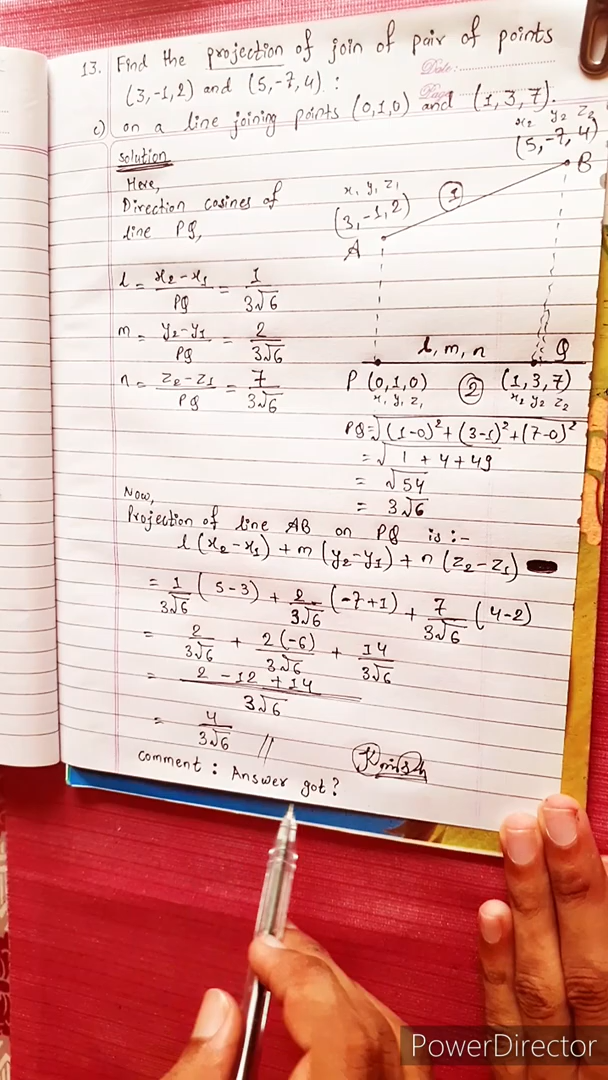 13. Find the projection of join of pair of points
Date:
(3,-1,2) and (5,-7,4) :
Page:
c) on a line joining points (0,1,0) and (1,3,7).
solution
x₂ y₂ z₂
(5,-7,4)
B
Here,
Direction cosines of
line PQ,
x₁ y₁ z₁
(3,-1,2)
A
①
l = x₂-x₁/PQ = 1/3√6
m = y₂-y₁/PQ = 2/3√6
n = z₂-z₁/PQ = 7/3√6
l, m, n
Q
P (0,1,0) ② (1,3,7)
x₁ y₁ z₁ x₂ y₂ z₂
PQ = √(1-0)²+(3-1)²+(7-0)²
= √1+4+49
= √54
= 3√6
Now,
Projection of line AB on PQ is :-
l(x₂-x₁)+m(y₂-y₁)+n(z₂-z₁)
= 1/3√6 (5-3) + 2/3√6 (-7+1) + 7/3√6 (4-2)
= 2/3√6 + 2(-6)/3√6 + 14/3√6
= 2-12+14/3√6
= 4/3√6 //
comment : Answer got?
PowerDirector